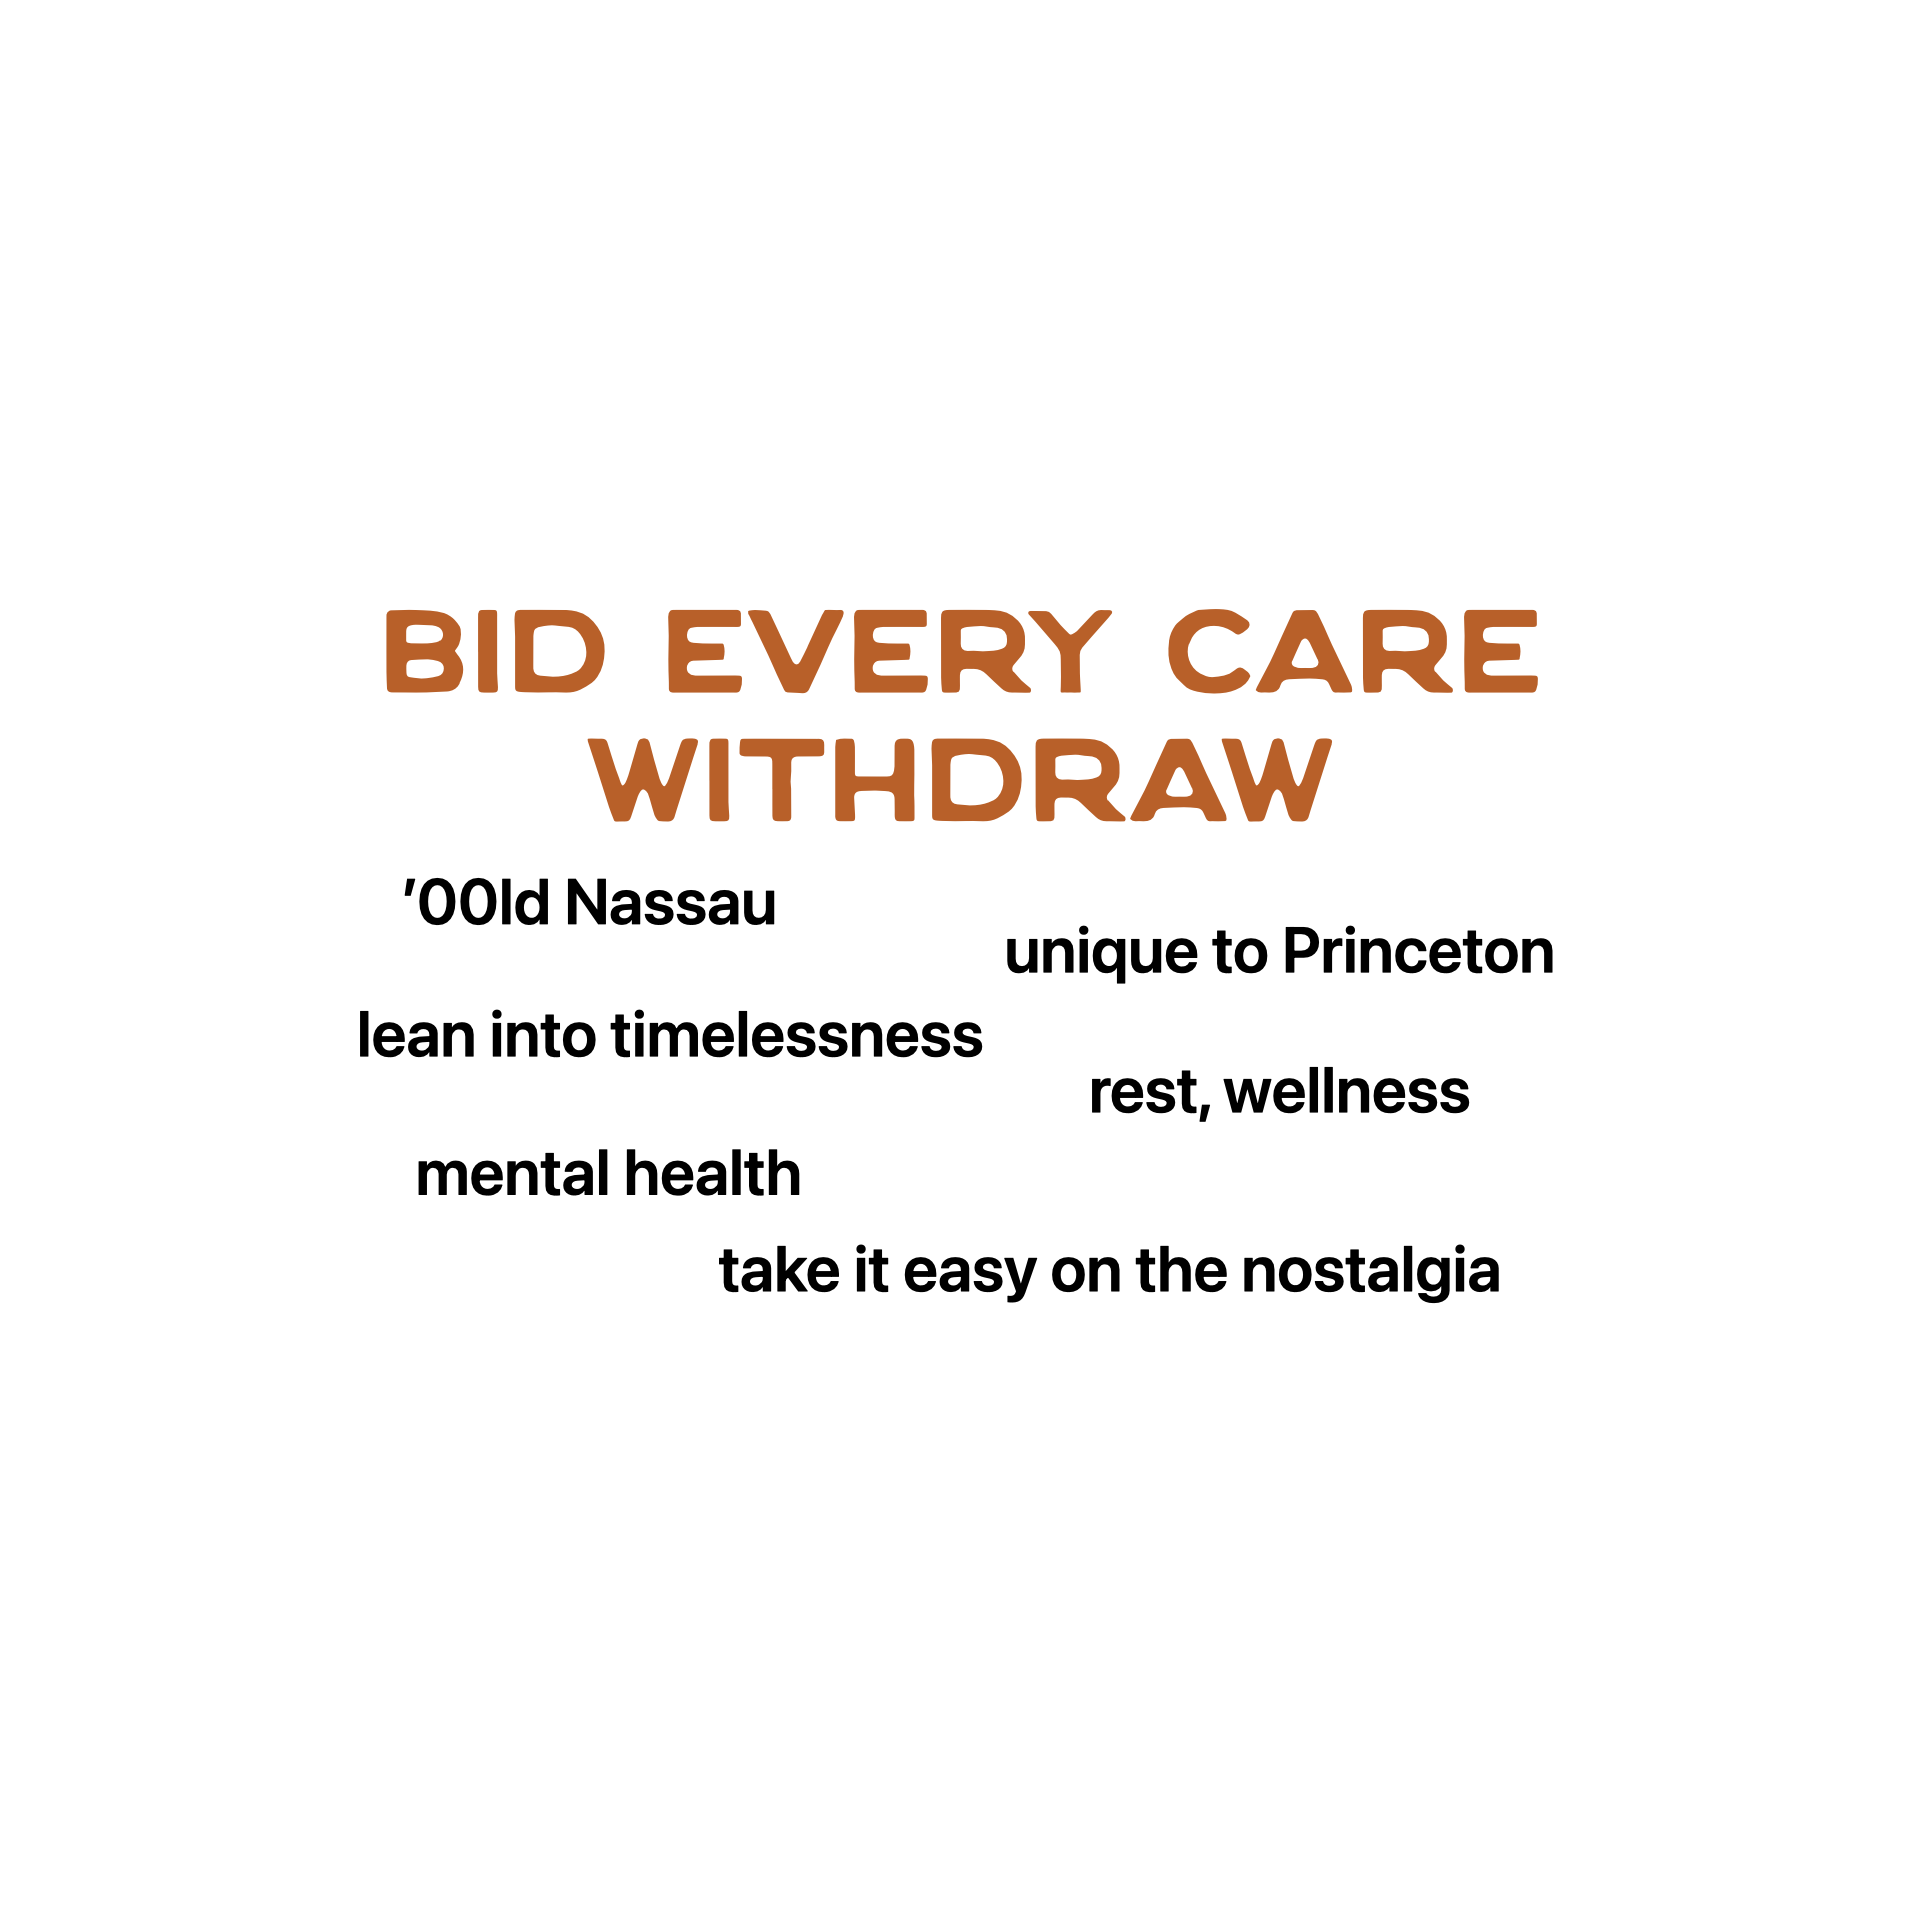 BID EVERY CARE
WITHDRAW
'00ld Nassau
unique to Princeton
lean into timelessness
rest, wellness
mental health
take it easy on the nostalgia